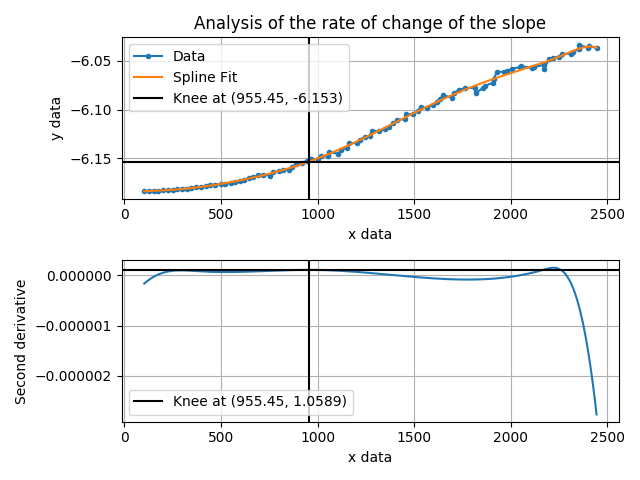 Analysis of the rate of change of the slope
Data
Spline Fit
Knee at (955.45, -6.153)
y data
−6.05
−6.10
−6.15
0 500 1000 1500 2000 2500
x data
Second derivative
0.000000
−0.000001
−0.000002
Knee at (955.45, 1.0589)
0 500 1000 1500 2000 2500
x data